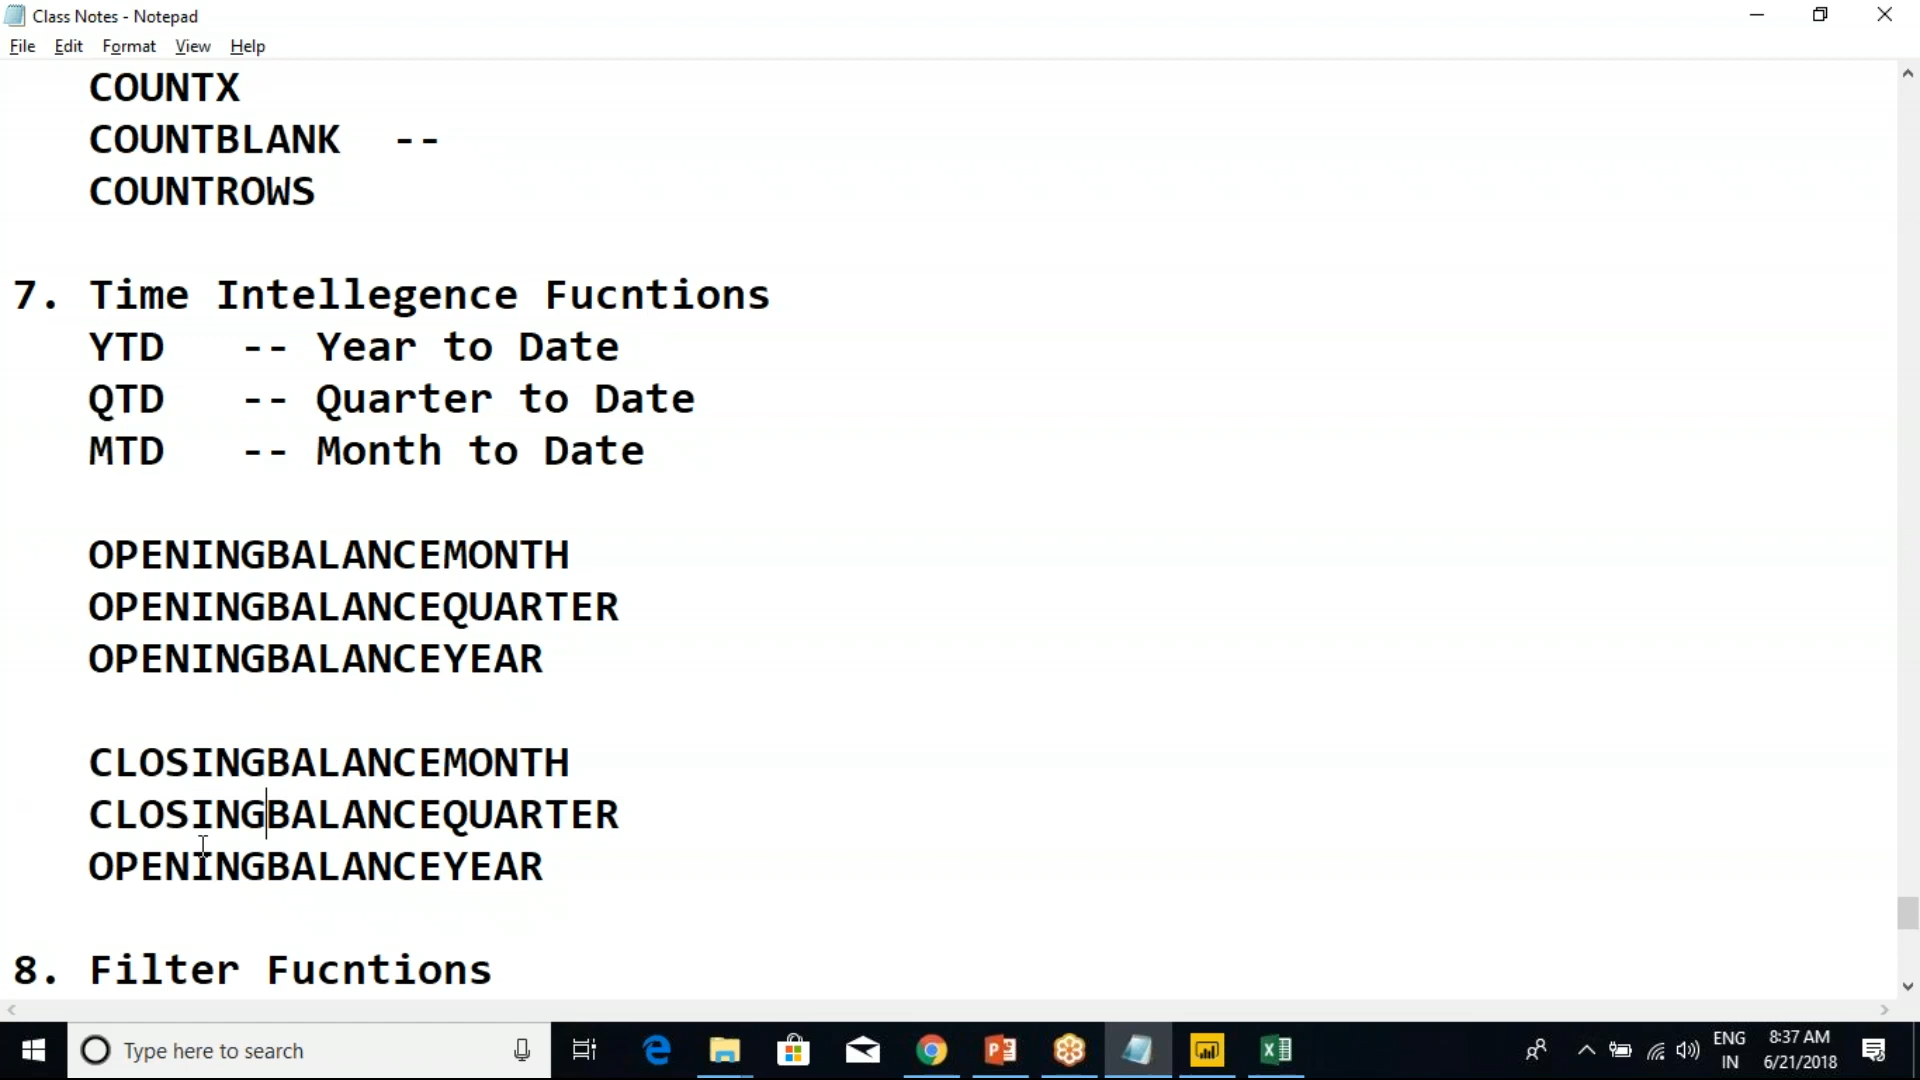 Class Notes - Notepad
File Edit Format View Help
COUNTX
COUNTBLANK --
COUNTROWS
7. Time Intellegence Fucntions
YTD -- Year to Date
QTD -- Quarter to Date
MTD -- Month to Date
OPENINGBALANCEMONTH
OPENINGBALANCEQUARTER
OPENINGBALANCEYEAR
CLOSINGBALANCEMONTH
CLOSINGBALANCEQUARTER
OPENINGBALANCEYEAR
8. Filter Fucntions
Type here to search
ENG
IN
8:37 AM
6/21/2018